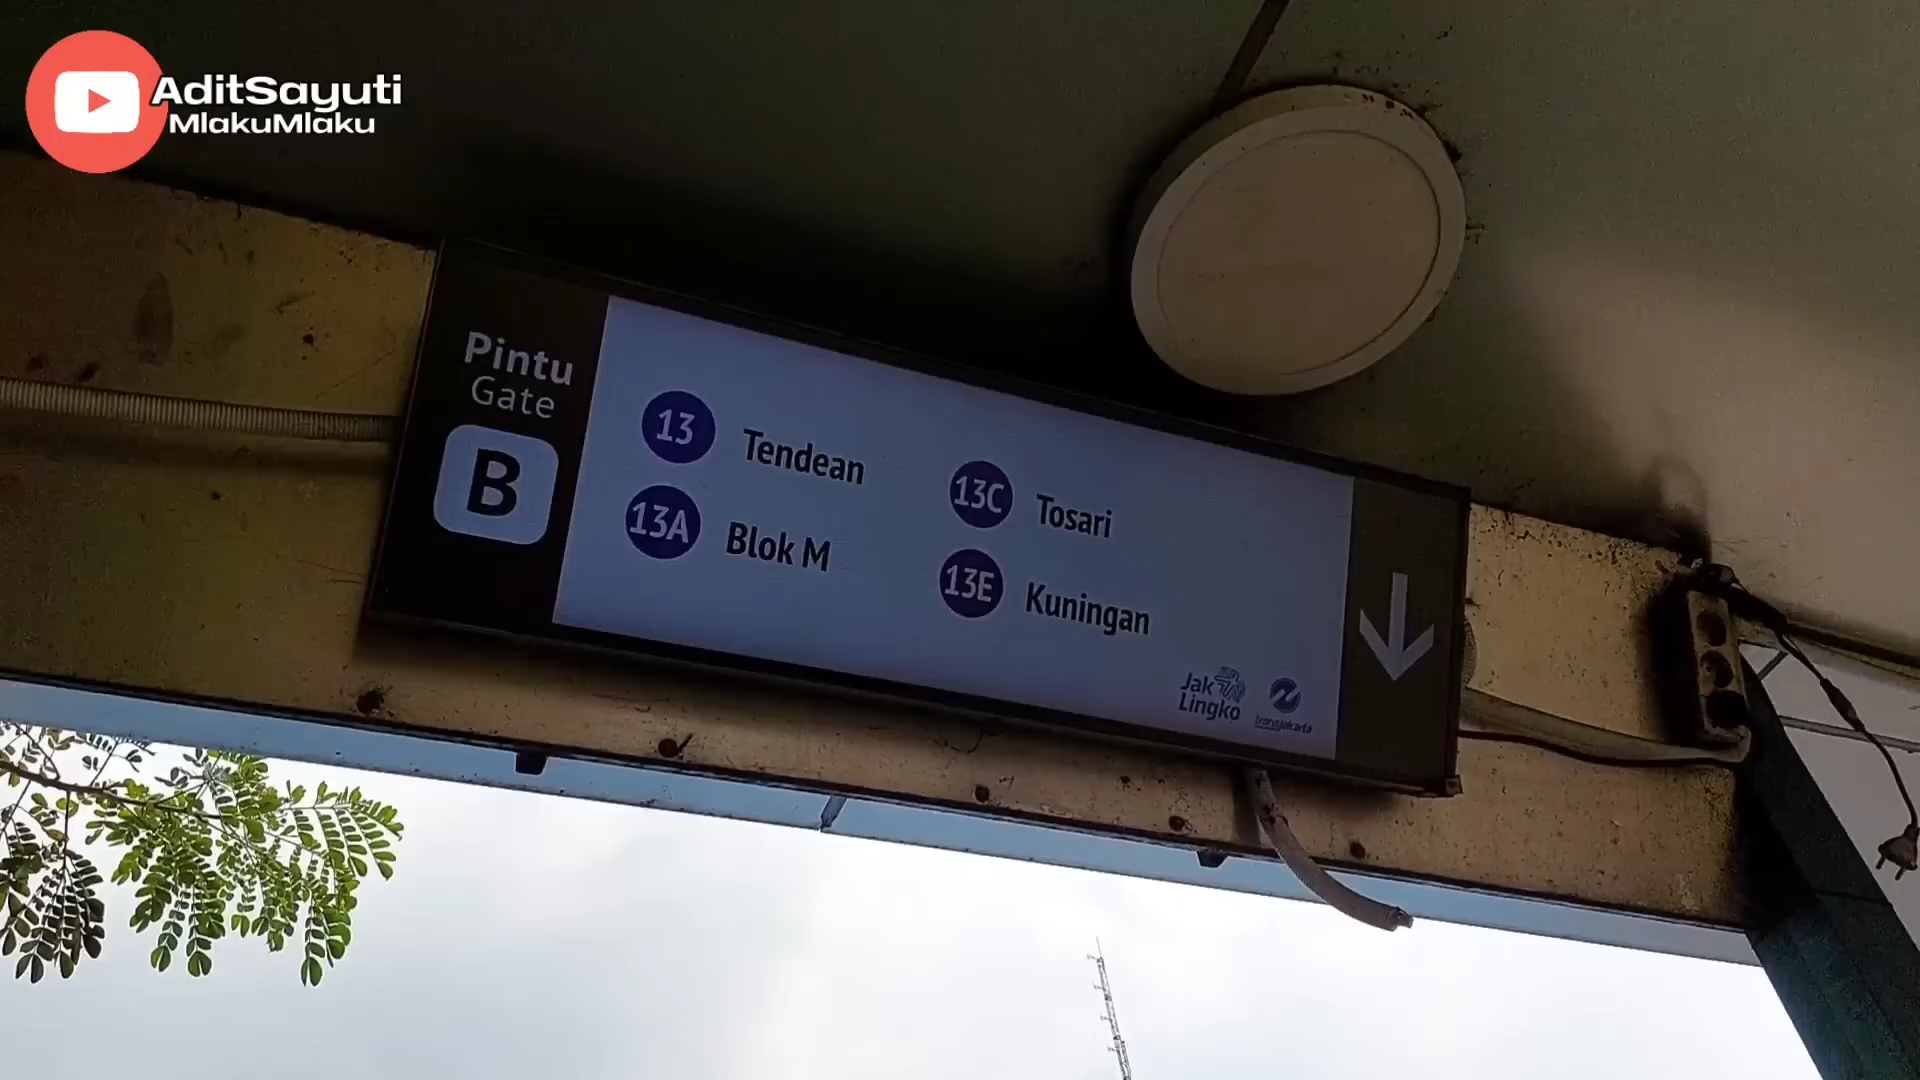 AditSayuti
MlakuMlaku
Pintu
Gate
B
13 Tendean
13A Blok M
13C Tosari
13E Kuningan
Jak
Lingko
transjakarta